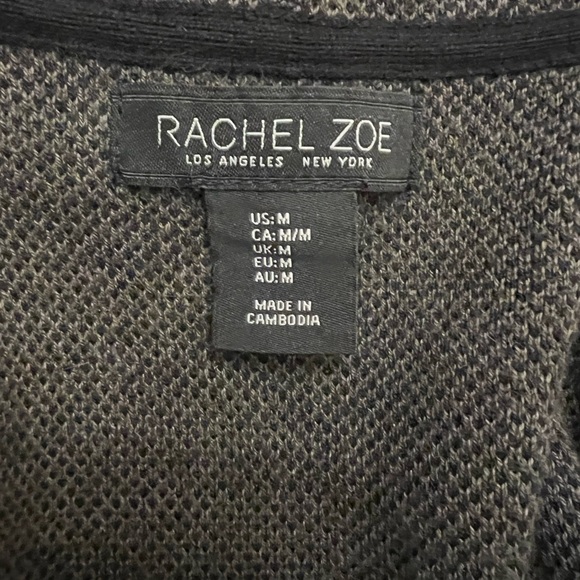 RACHEL ZOE
LOS ANGELES NEW YORK
US: M
CA: M/M
UK: M
EU: M
AU: M
MADE IN
CAMBODIA